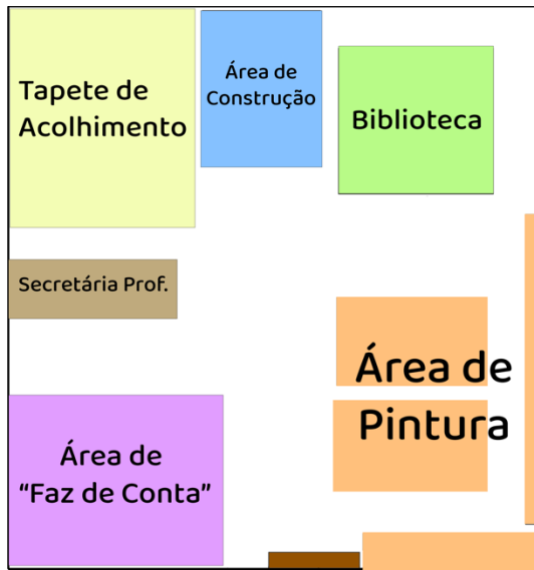 Tapete de
Acolhimento
Área de
Construção
Biblioteca
Secretária Prof.
Área de
Pintura
Área de
“Faz de Conta”